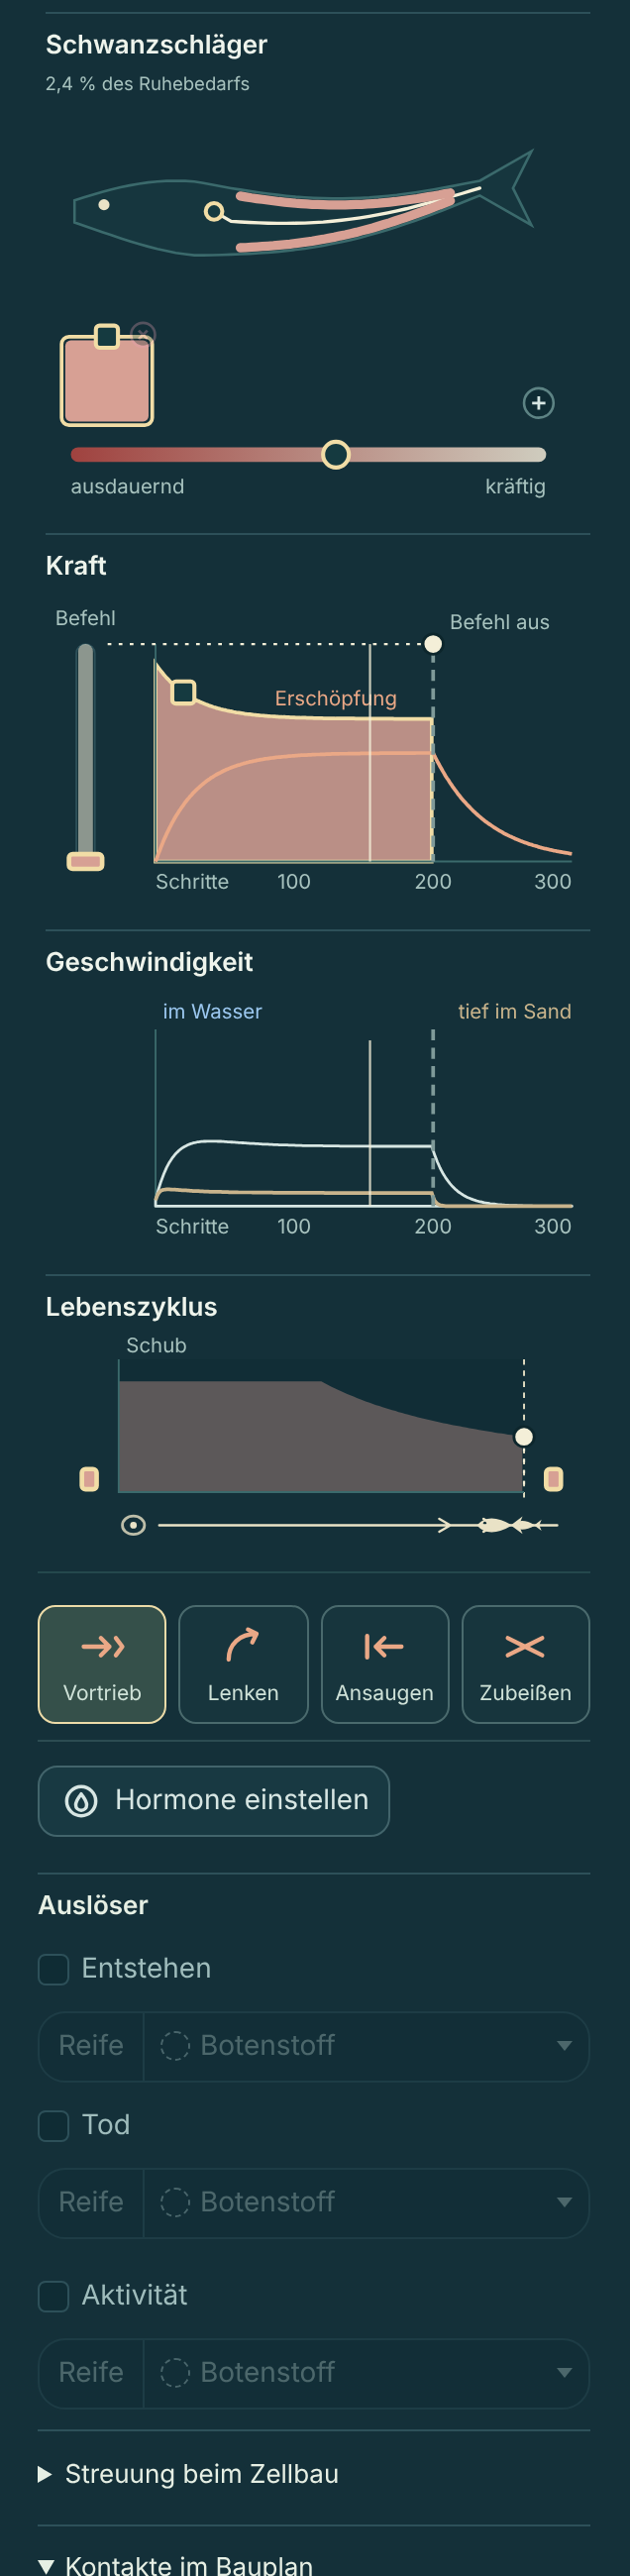 Schwanzschläger
2,4 % des Ruhebedarfs
ausdauernd kräftig
Kraft
Befehl Befehl aus
Erschöpfung
Schritte 100 200 300
Geschwindigkeit
im Wasser tief im Sand
Schritte 100 200 300
Lebenszyklus
Schub
Vortrieb Lenken Ansaugen Zubeißen
Hormone einstellen
Auslöser
Entstehen
Reife Botenstoff
Tod
Reife Botenstoff
Aktivität
Reife Botenstoff
Streuung beim Zellbau
Kontakte im Bauplan